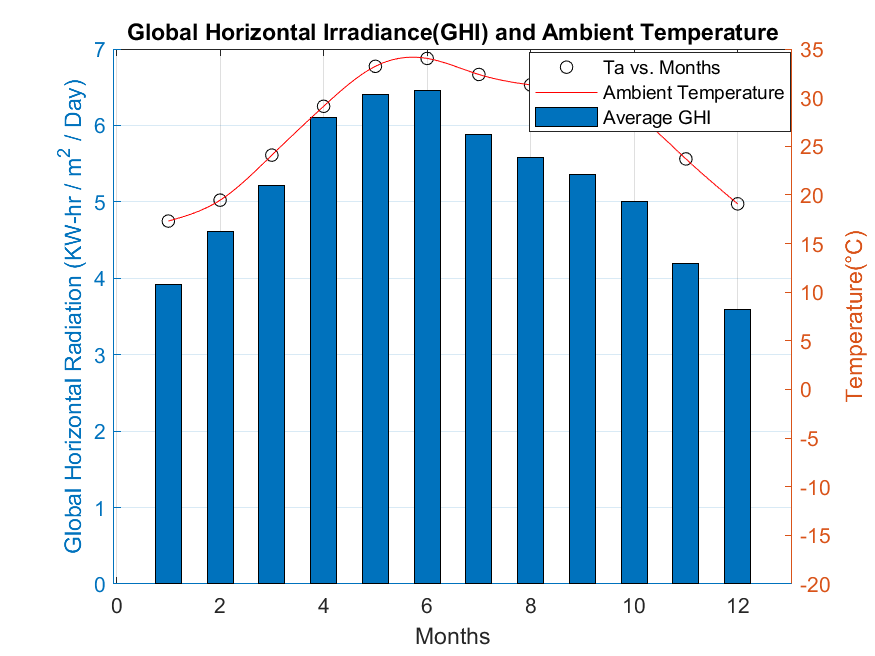 Global Horizontal Irradiance(GHI) and Ambient Temperature
Ta vs. Months
Ambient Temperature
Average GHI
Global Horizontal Radiation (KW-hr / m² / Day)
7
6
5
4
3
2
1
0
35
30
25
20
15
10
5
0
-5
-10
-15
-20
Temperature(°C)
0 2 4 6 8 10 12
Months